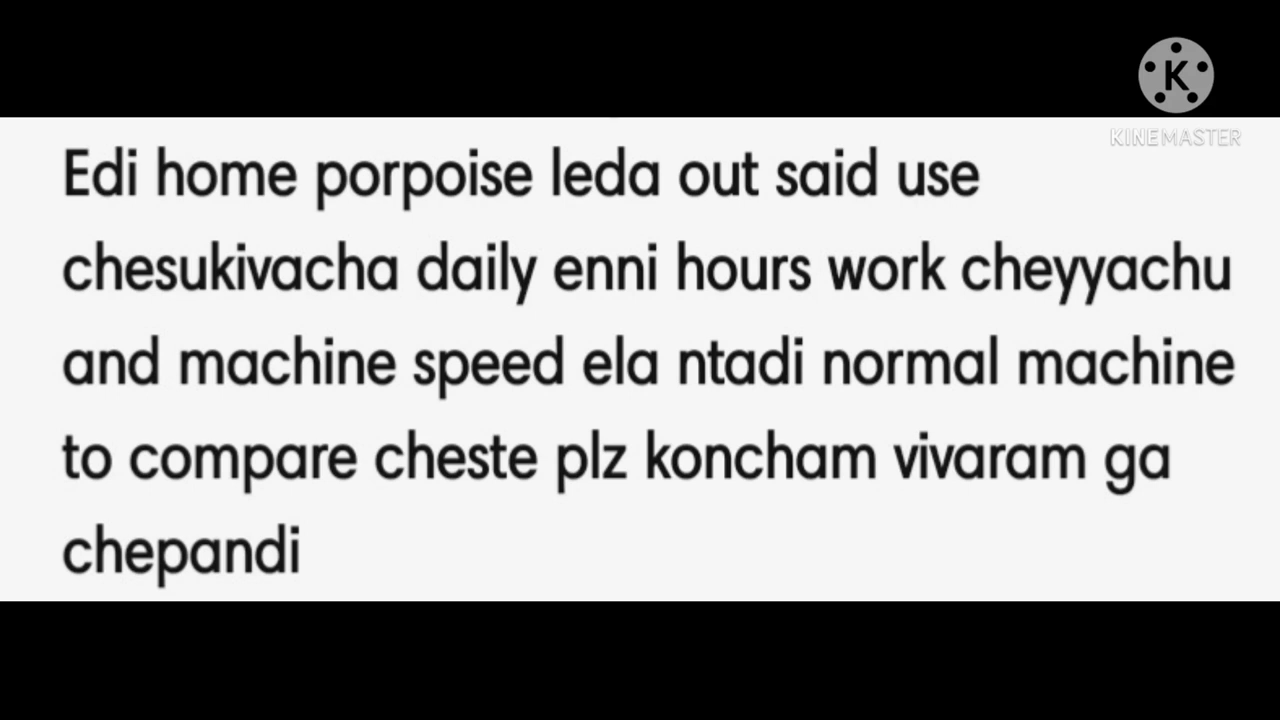 KINEMASTER
Edi home porpoise leda out said use
chesukivacha daily enni hours work cheyyachu
and machine speed ela ntadi normal machine
to compare cheste plz koncham vivaram ga
chepandi